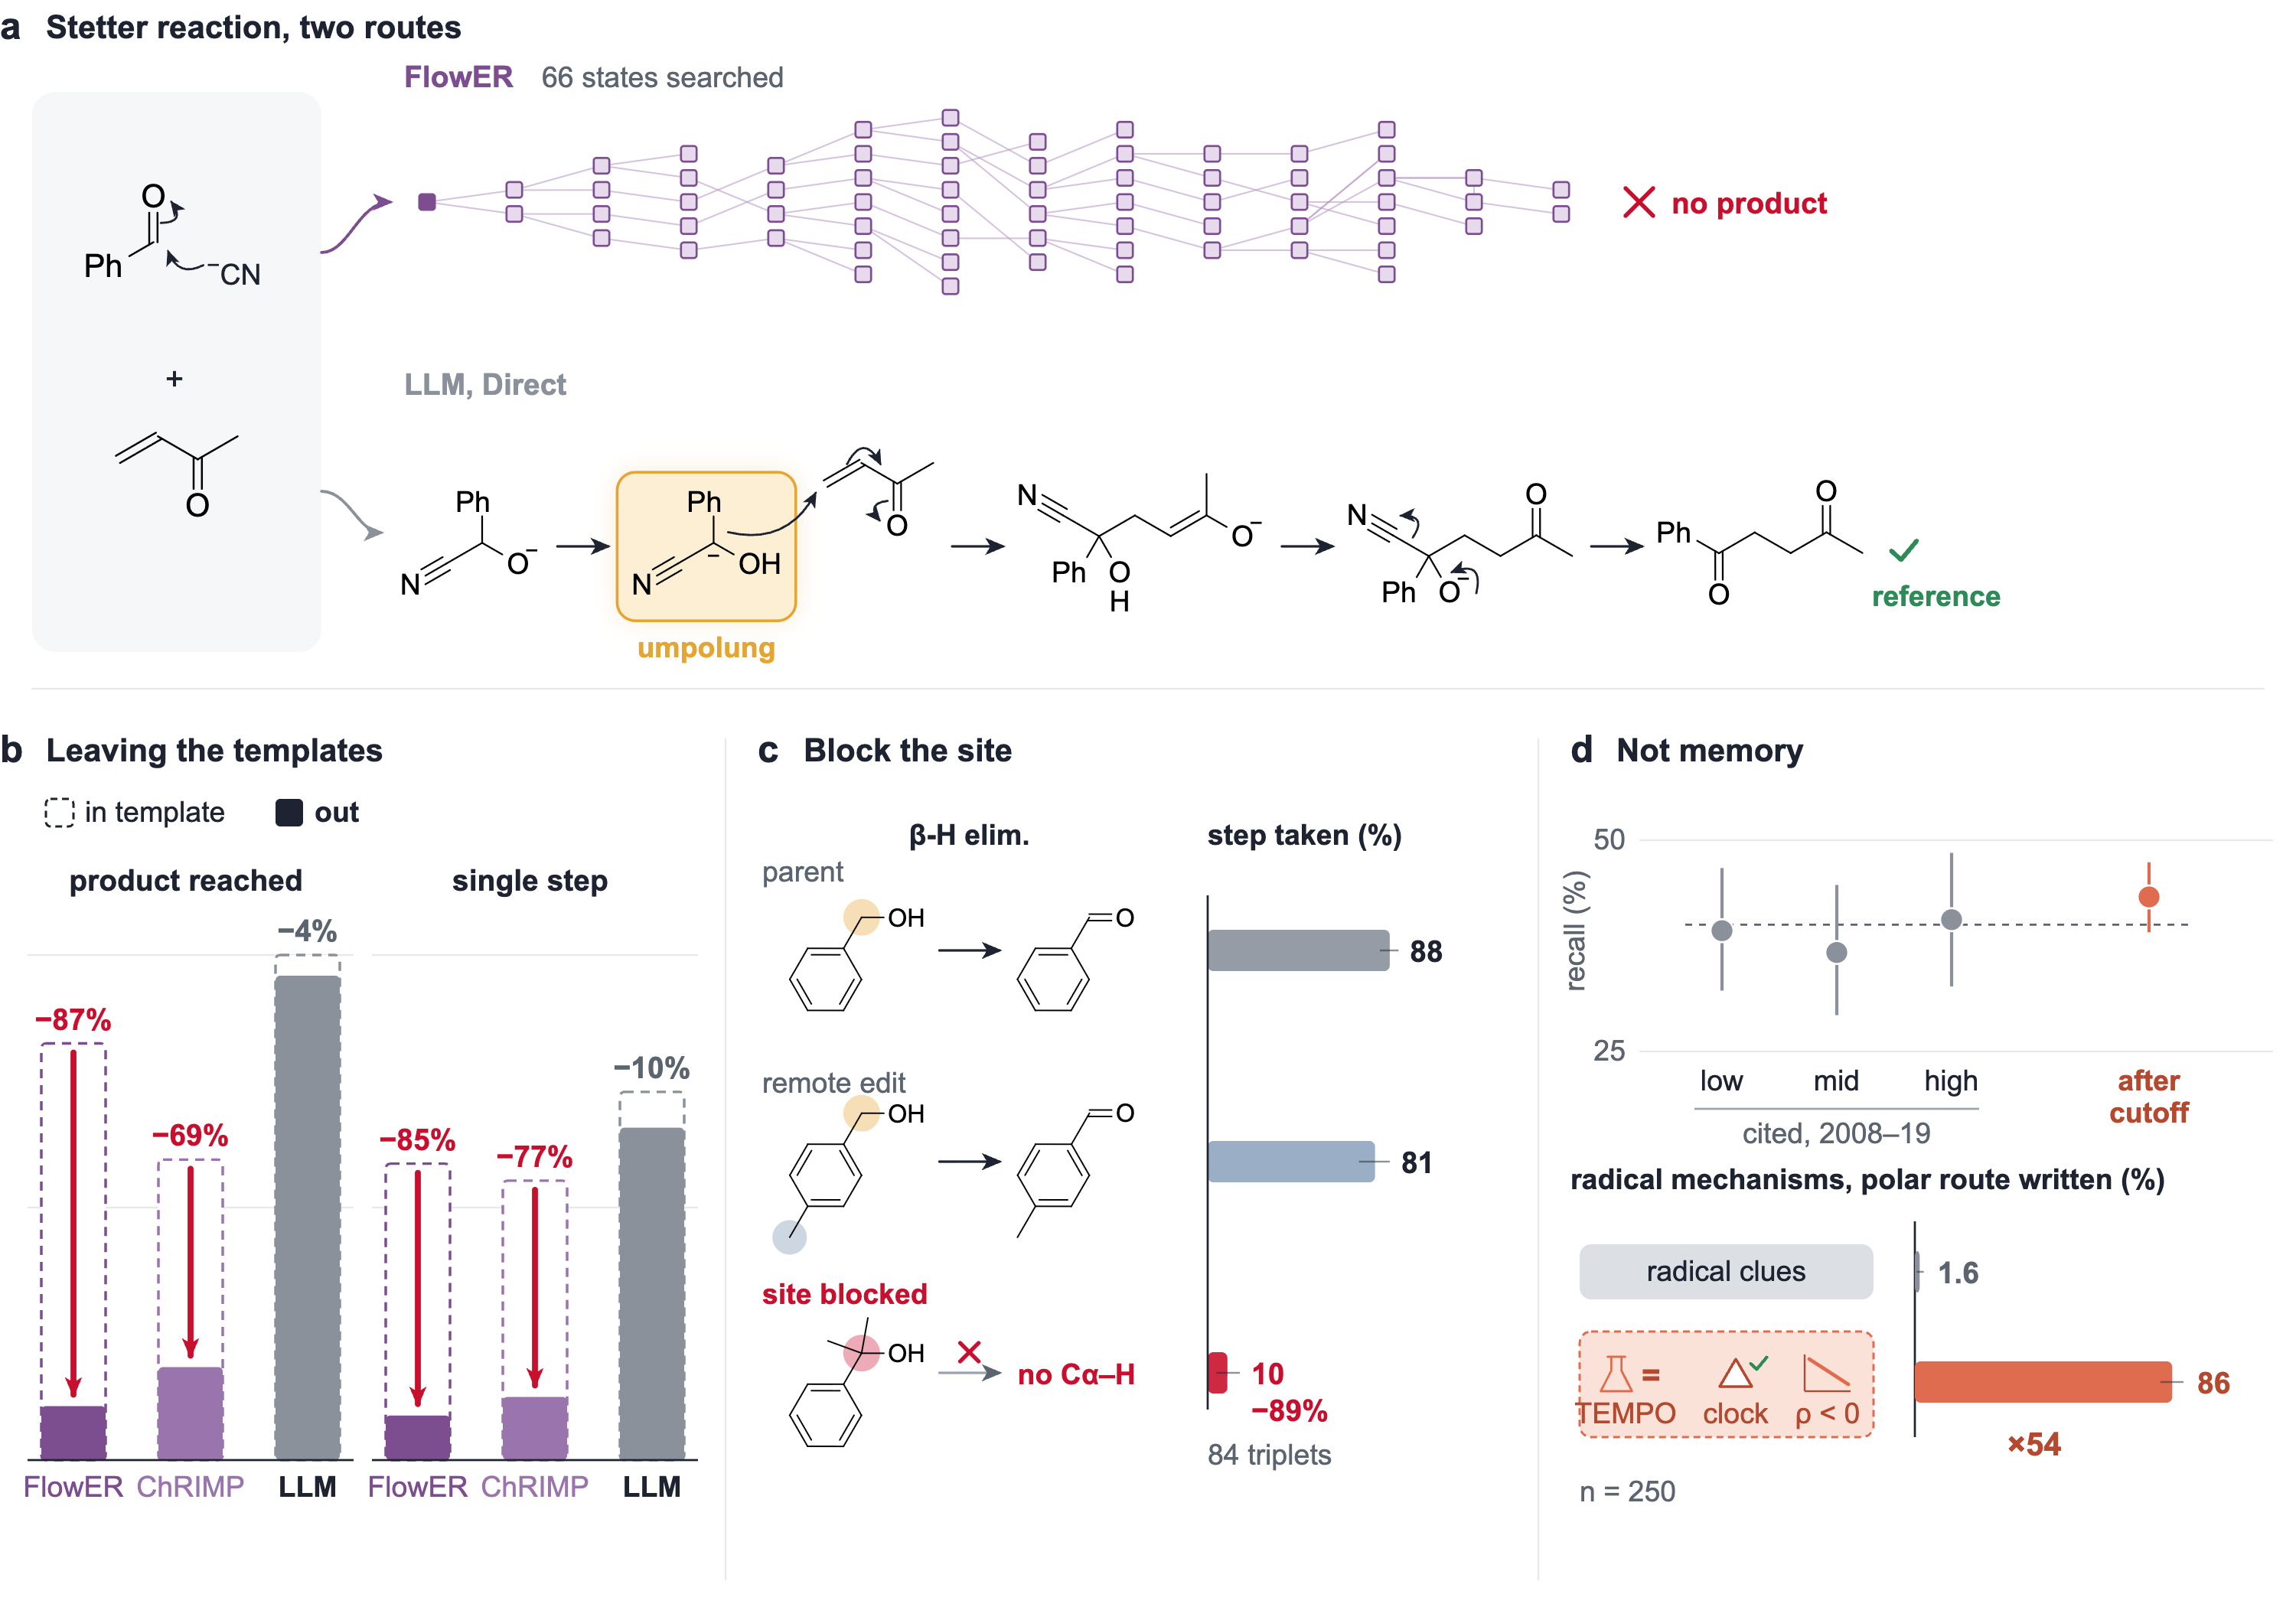 a Stetter reaction, two routes
FlowER 66 states searched
O
Ph
−CN
+
O
no product
LLM, Direct
Ph
N
O−
Ph
N
−
OH
umpolung
O
N
Ph
O
H
O−
N
Ph
O−
O
Ph
O
O
reference
b Leaving the templates
in template out
product reached
single step
−87%
−69%
−4%
−85%
−77%
−10%
FlowER ChRIMP LLM
FlowER ChRIMP LLM
c Block the site
β-H elim.
step taken (%)
parent
OH
O
88
remote edit
OH
O
81
site blocked
OH
no Cα–H
10
−89%
84 triplets
d Not memory
recall (%)
50
25
low mid high
cited, 2008–19
after
cutoff
radical mechanisms, polar route written (%)
radical clues
1.6
=
TEMPO clock ρ < 0
86
×54
n = 250